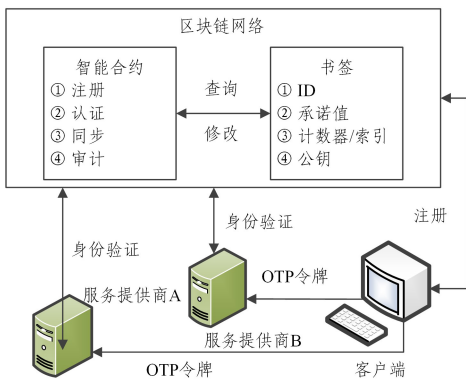 区块链网络
智能合约
① 注册
② 认证
③ 同步
④ 审计
查询
修改
书签
① ID
② 承诺值
③ 计数器/索引
④ 公钥
身份验证
身份验证
注册
服务提供商A
OTP令牌
服务提供商B
OTP令牌
客户端